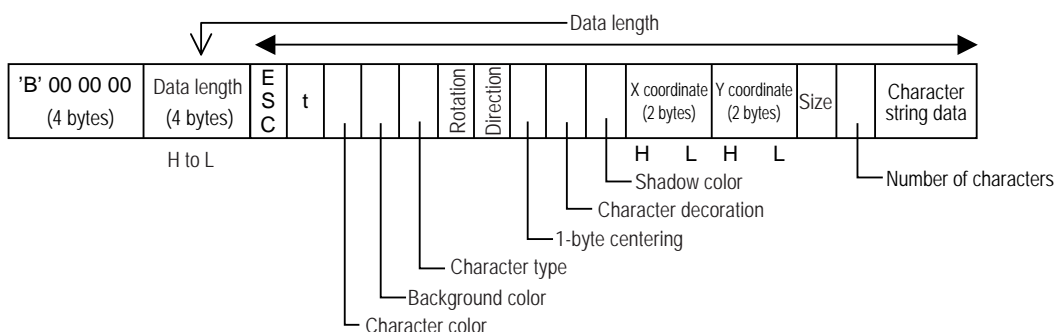 Data length
'B' 00 00 00
(4 bytes)
Data length
(4 bytes)
E
S
C
t
Rotation
Direction
X coordinate
(2 bytes)
Y coordinate
(2 bytes)
Size
Character
string data
H to L
H L H L
Shadow color
Number of characters
Character decoration
1-byte centering
Character type
Background color
Character color